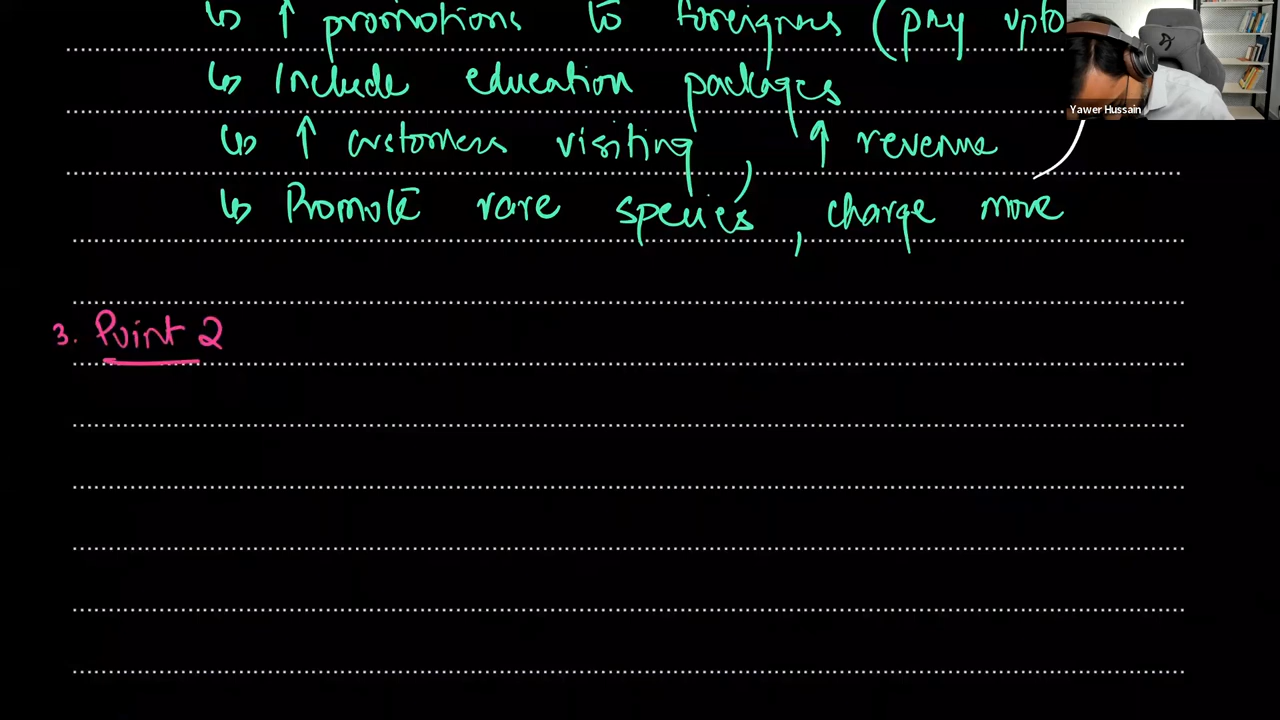 ↳ ↑ promotions to foreigners (pay upto
↳ Include education packages
↳ ↑ customers visiting, ↑ revenue
↳ Promote rare species, charge more
3. Point 2
Yawer Hussain